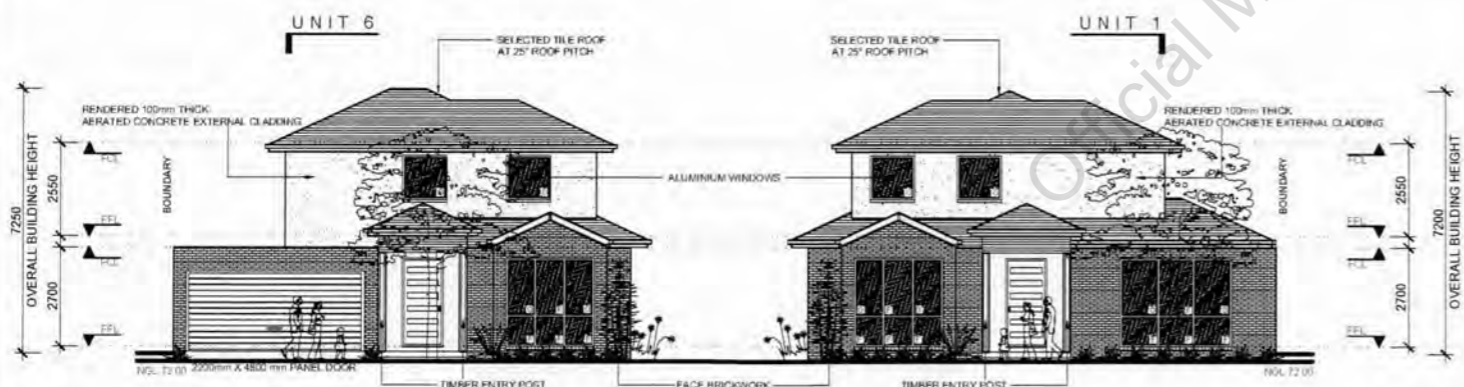 UNIT 6
UNIT 1
Official M
SELECTED TILE ROOF
AT 25° ROOF PITCH
SELECTED TILE ROOF
AT 25° ROOF PITCH
RENDERED 100mm THICK
AERATED CONCRETE EXTERNAL CLADDING
RENDERED 100mm THICK
AERATED CONCRETE EXTERNAL CLADDING
OVERALL BUILDING HEIGHT
7250
2550
2700
FCL
FFL
FCL
FFL
BOUNDARY
ALUMINIUM WINDOWS
BOUNDARY
FCL
FFL
FCL
FFL
2550
2700
7200
OVERALL BUILDING HEIGHT
2200mm X 4800 mm PANEL DOOR
TIMBER ENTRY POST
FACE BRICKWORK
TIMBER ENTRY POST